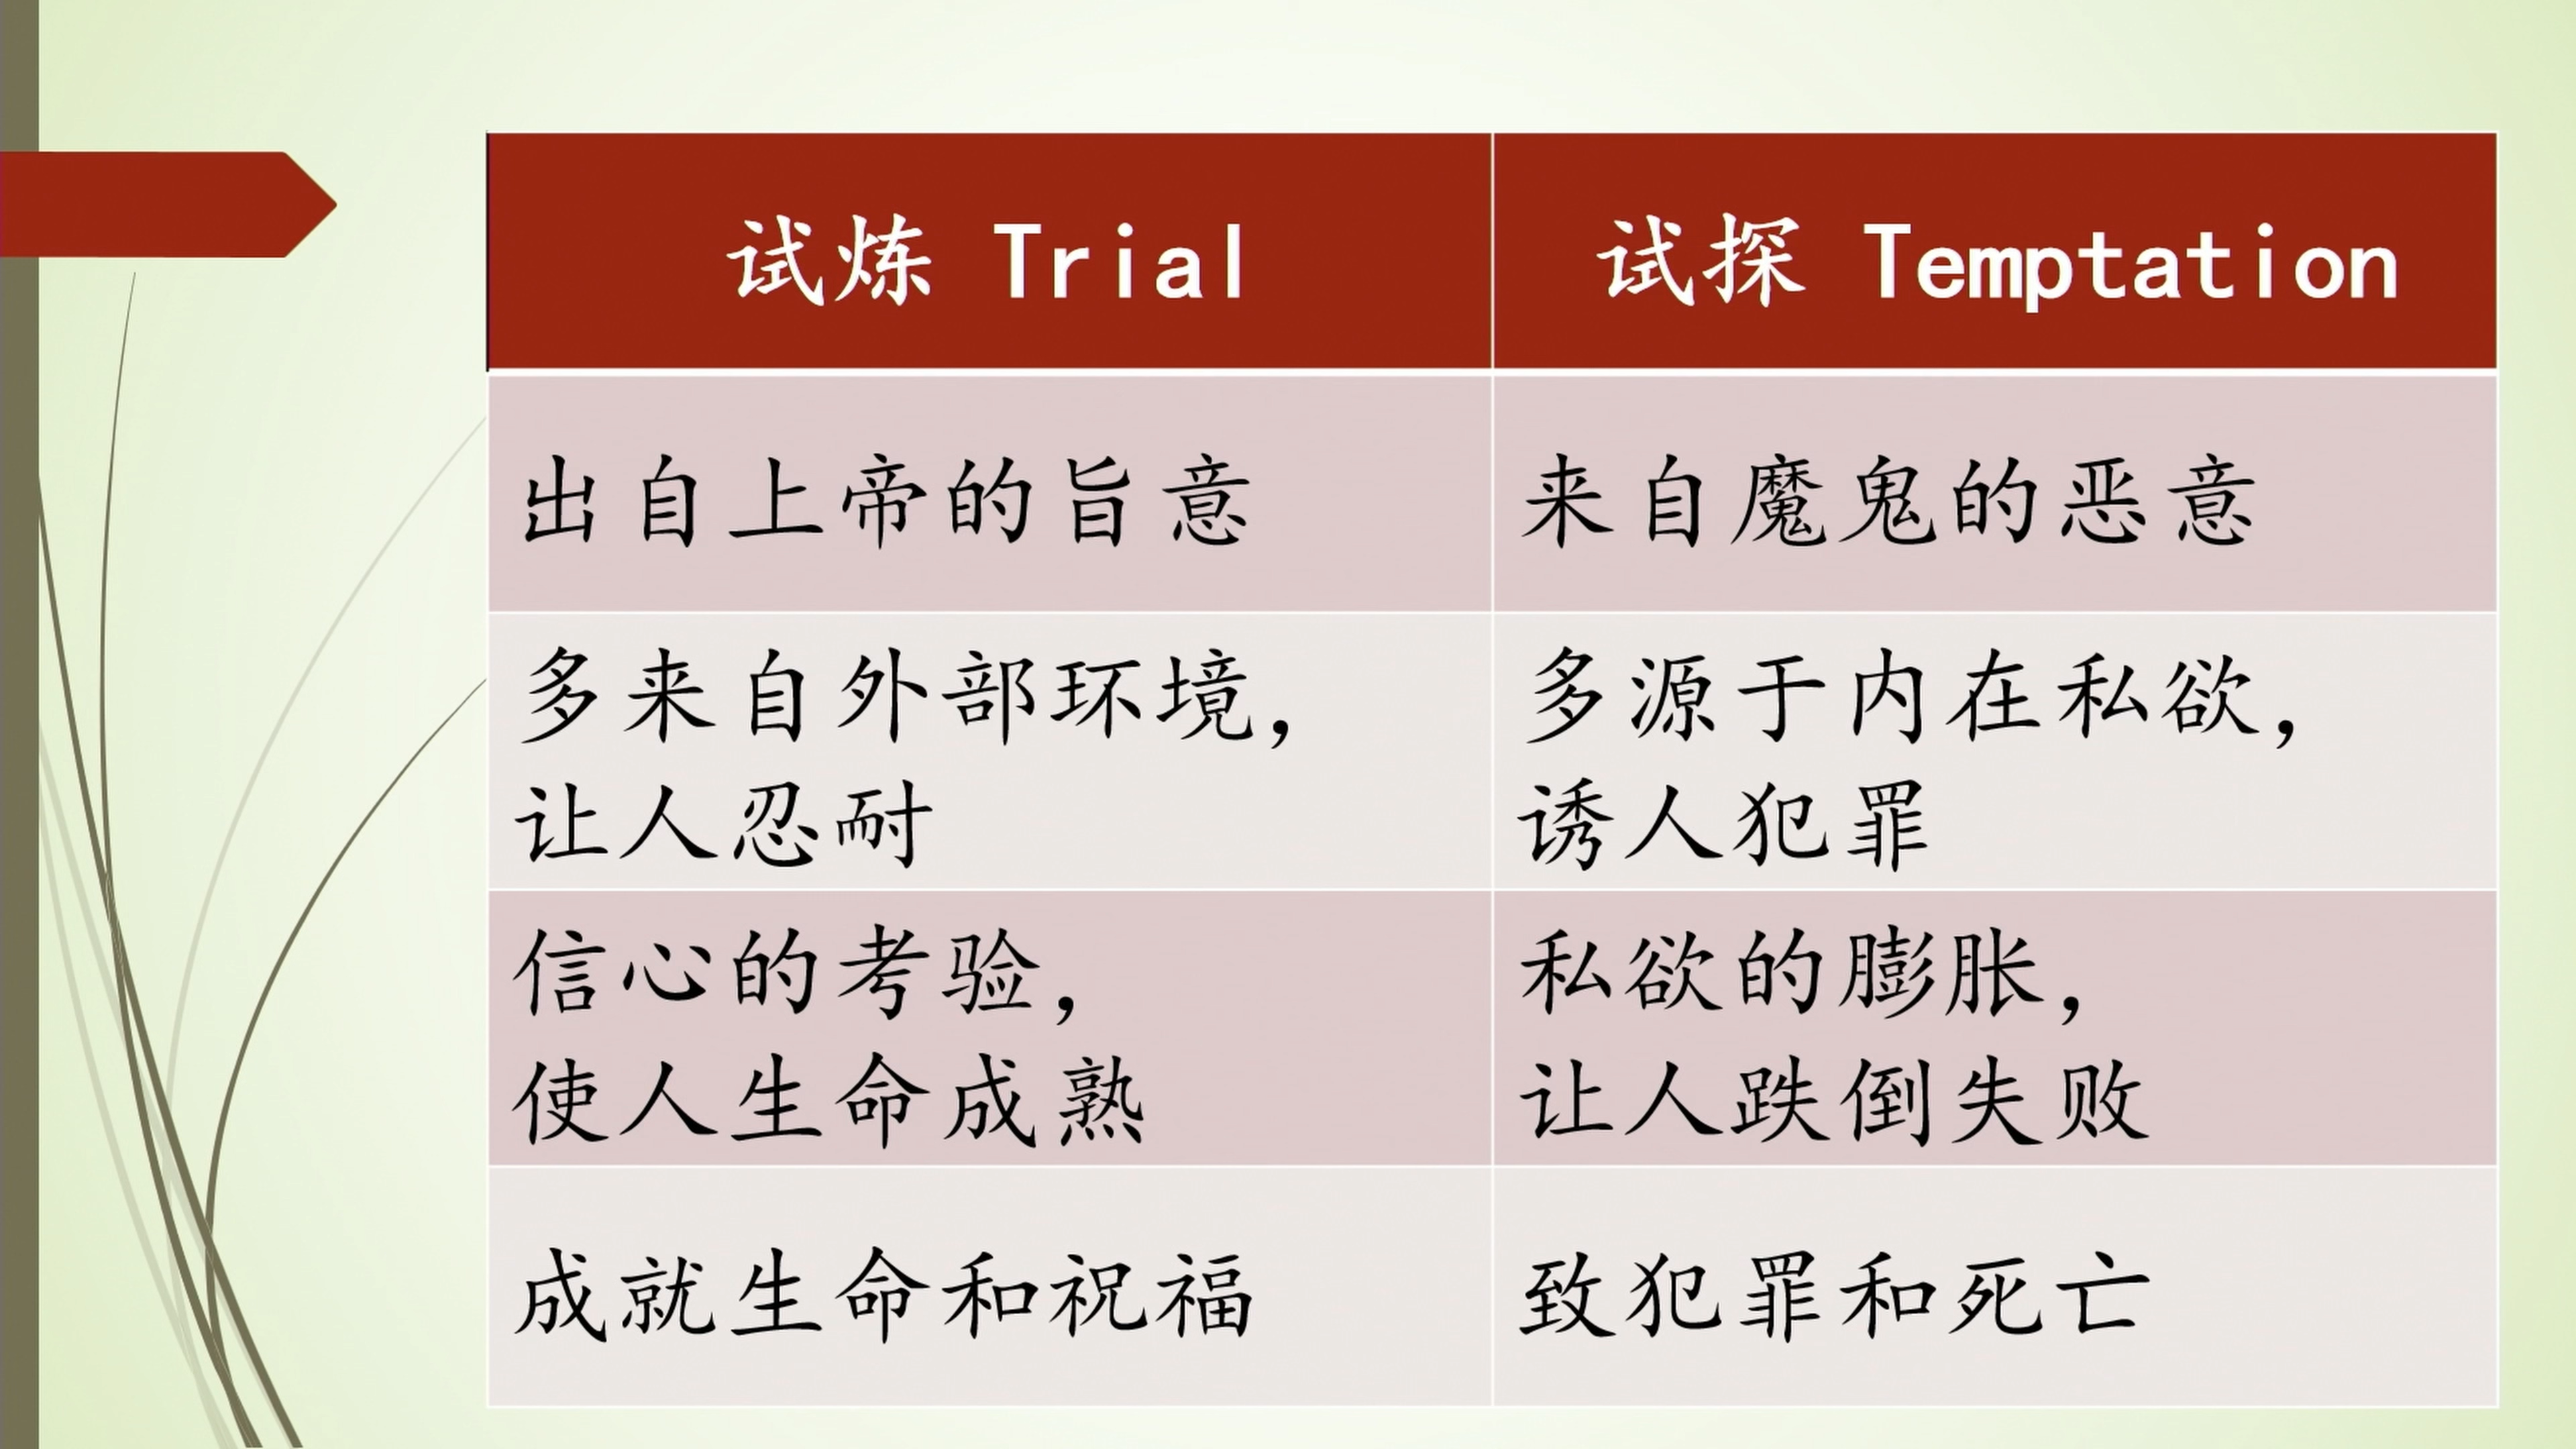 试炼 Trial
试探 Temptation
出自上帝的旨意
来自魔鬼的恶意
多来自外部环境，
让人忍耐
多源于内在私欲，
诱人犯罪
信心的考验，
使人生命成熟
私欲的膨胀，
让人跌倒失败
成就生命和祝福
致犯罪和死亡